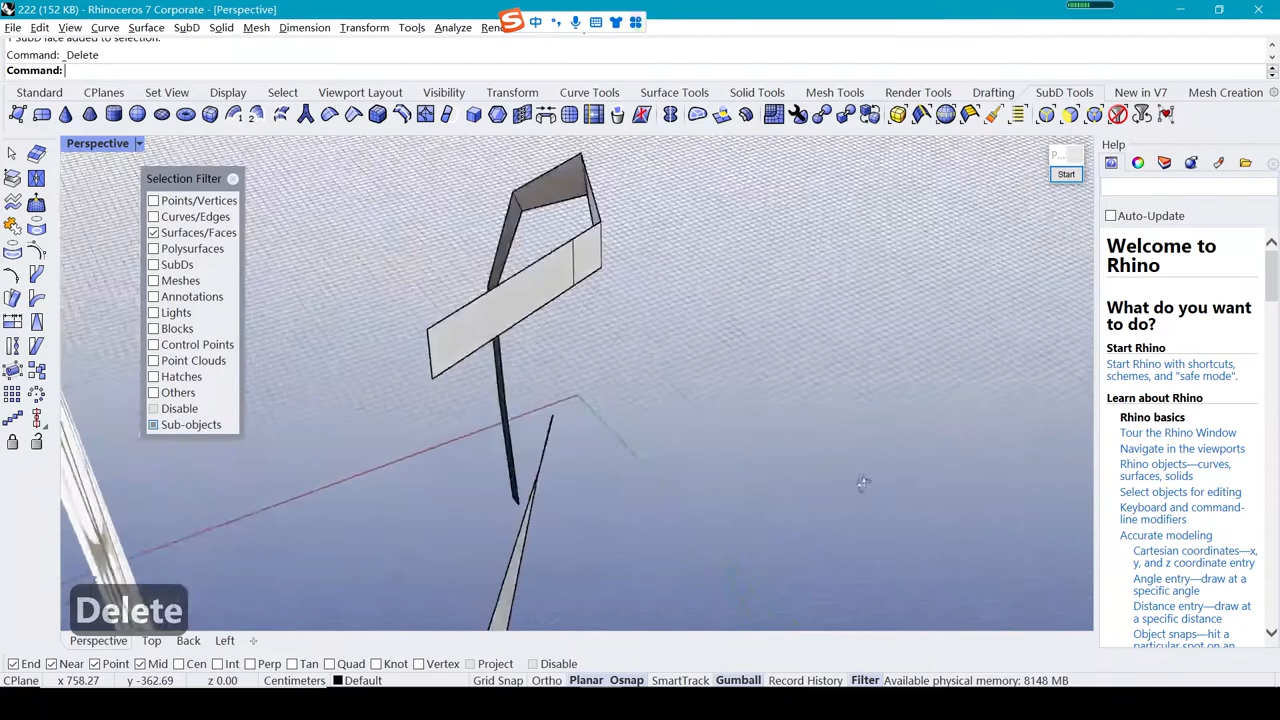 222 (152 KB) - Rhinoceros 7 Corporate - [Perspective]
File Edit View Curve Surface SubD Solid Mesh Dimension Transform Tools Analyze
中
Command: _Delete
Command:
Standard CPlanes Set View Display Select Viewport Layout Visibility Transform Curve Tools Surface Tools Solid Tools Mesh Tools Render Tools Drafting SubD Tools New in V7 Mesh Creation
Perspective
Selection Filter
Points/Vertices
Curves/Edges
Surfaces/Faces
Polysurfaces
SubDs
Meshes
Annotations
Lights
Blocks
Control Points
Point Clouds
Hatches
Others
Disable
Sub-objects
P...
Start
Help
Auto-Update
Welcome to
Rhino
What do you want
to do?
Start Rhino
Start Rhino with shortcuts,
schemes, and "safe mode".
Learn about Rhino
Rhino basics
Tour the Rhino Window
Navigate in the viewports
Rhino objects—curves,
surfaces, solids
Select objects for editing
Keyboard and command-
line modifiers
Accurate modeling
Cartesian coordinates—x,
y, and z coordinate entry
Angle entry—draw at a
specific angle
Distance entry—draw at
a specific distance
Object snaps—hit a
Delete
Perspective Top Back Left
End Near Point Mid Cen Int Perp Tan Quad Knot Vertex Project Disable
CPlane x 758.27 y -362.69 z 0.00 Centimeters Default Grid Snap Ortho Planar Osnap SmartTrack Gumball Record History Filter Available physical memory: 8148 MB